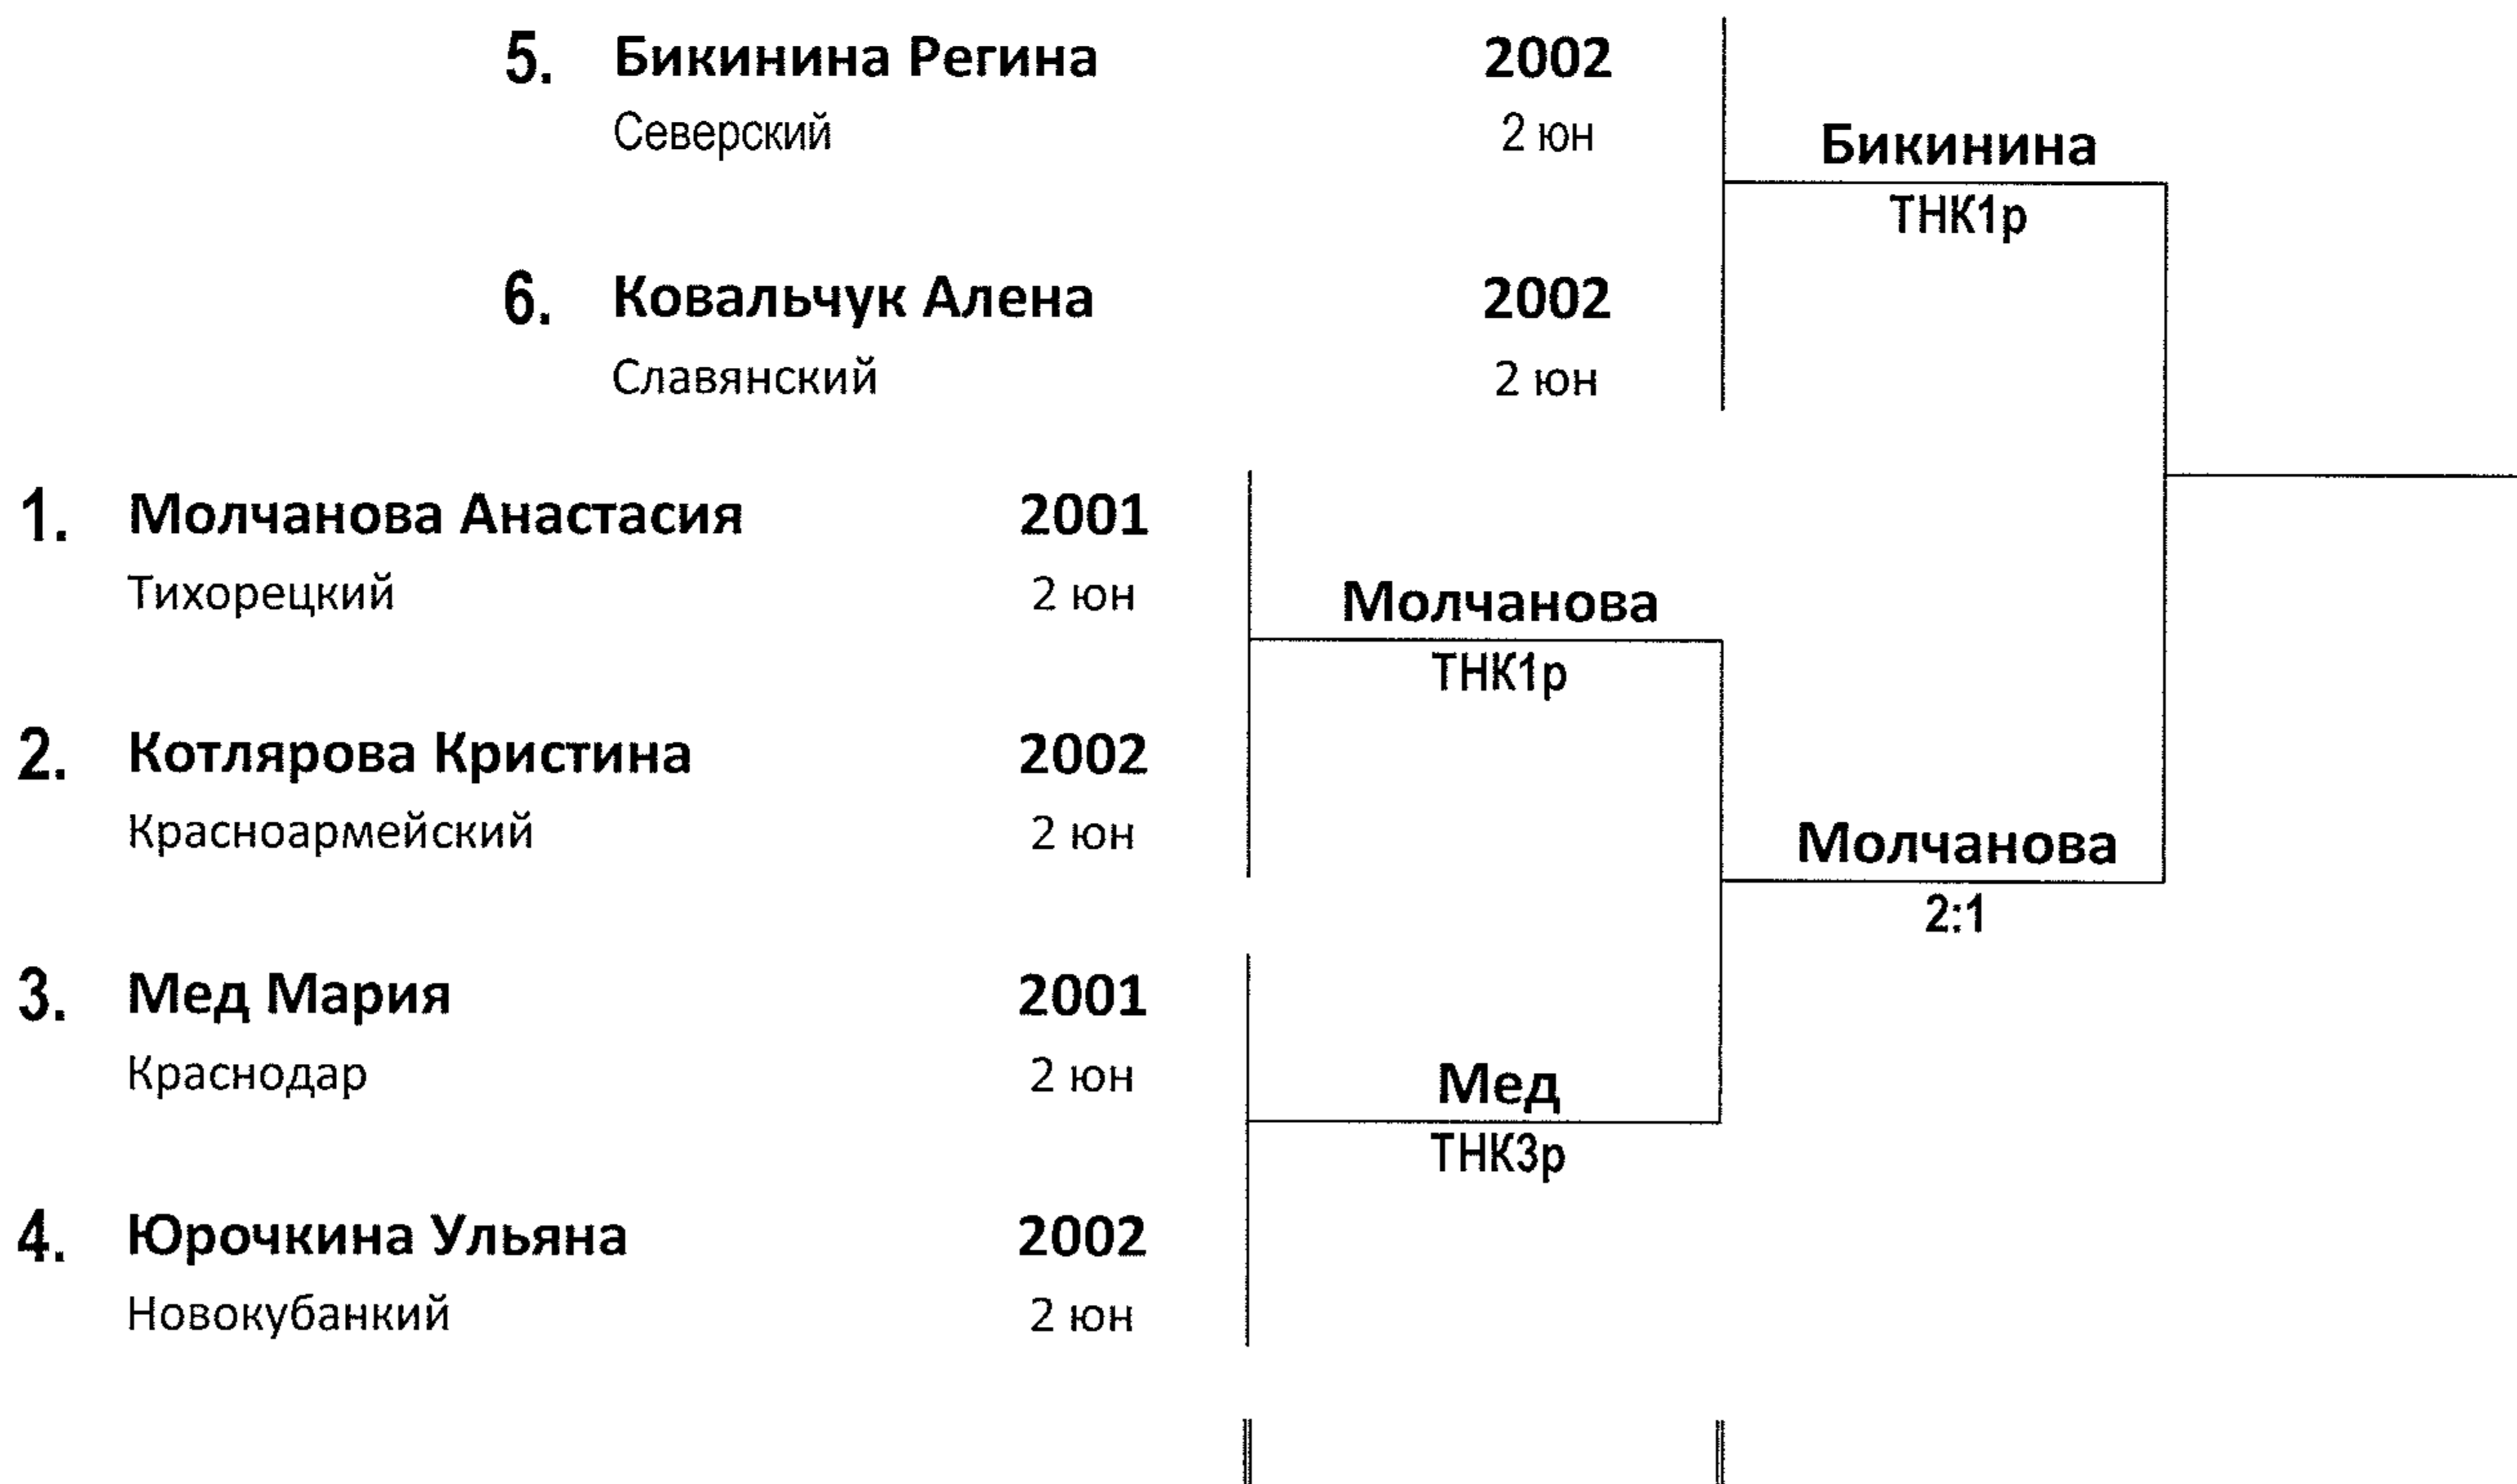 5. Бикинина Регина 2002
Северский 2 юн
Бикинина
ТНК1р
6. Ковальчук Алена 2002
Славянский 2 юн
1. Молчанова Анастасия 2001
Тихорецкий 2 юн
Молчанова
ТНК1р
2. Котлярова Кристина 2002
Красноармейский 2 юн
Молчанова
2:1
3. Мед Мария 2001
Краснодар 2 юн
Мед
ТНК3р
4. Юрочкина Ульяна 2002
Новокубанкий 2 юн